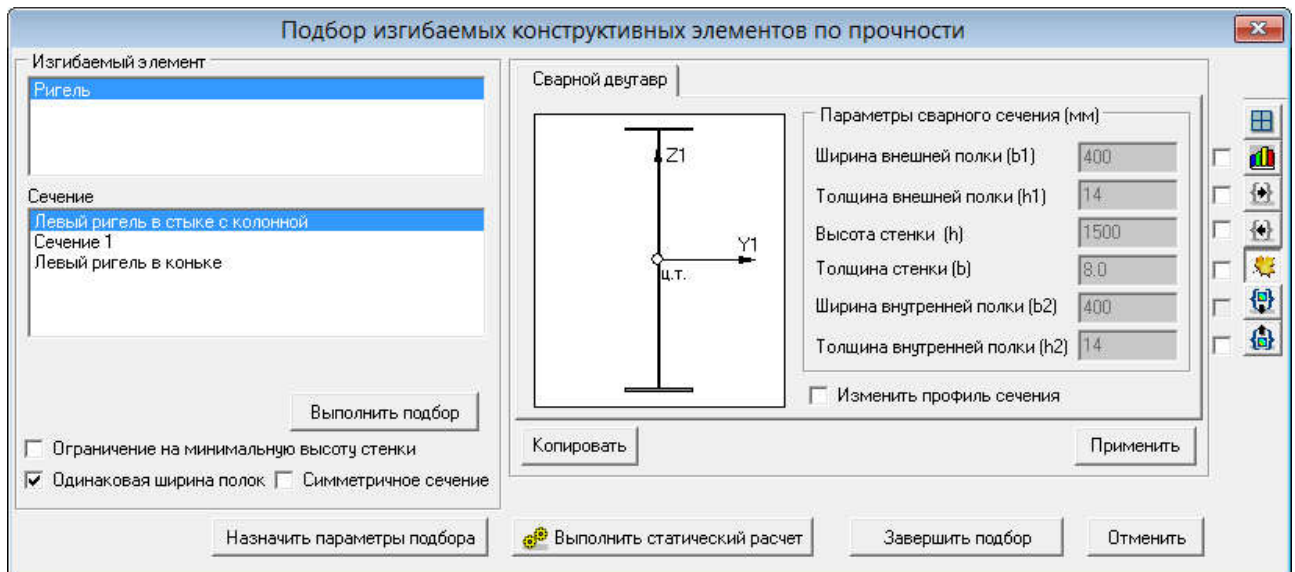 Подбор изгибаемых конструктивных элементов по прочности
Изгибаемый элемент
Ригель
Сечение
Левый ригель в стыке с колонной
Сечение 1
Левый ригель в коньке
Выполнить подбор
Ограничение на минимальную высоту стенки
Одинаковая ширина полок
Симметричное сечение
Сварной двутавр
Z1
Y1
ц.т.
Параметры сварного сечения (мм)
Ширина внешней полки (b1) 400
Толщина внешней полки (h1) 14
Высота стенки (h) 1500
Толщина стенки (b) 8.0
Ширина внутренней полки (b2) 400
Толщина внутренней полки (h2) 14
Изменить профиль сечения
Копировать
Применить
Назначить параметры подбора
Выполнить статический расчет
Завершить подбор
Отменить